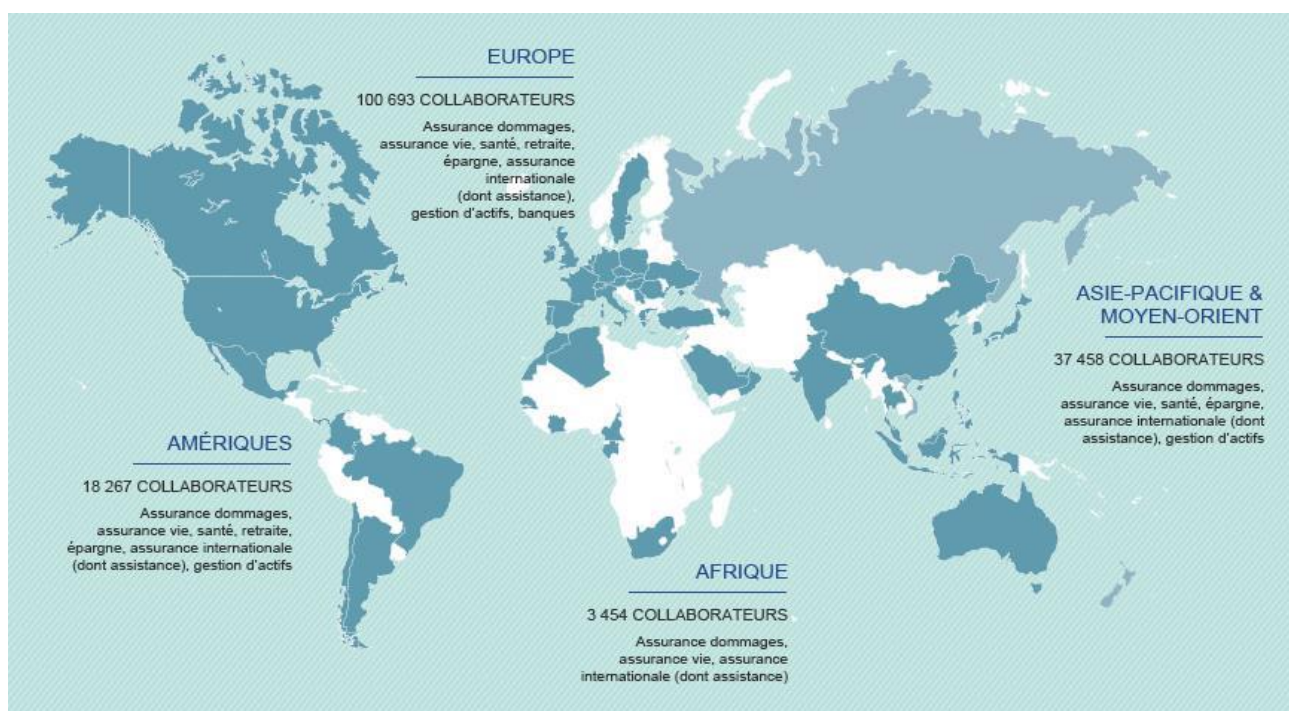 EUROPE
100 693 COLLABORATEURS
Assurance dommages,
assurance vie, santé, retraite,
épargne, assurance
internationale
(dont assistance),
gestion d'actifs, banques
ASIE-PACIFIQUE &
MOYEN-ORIENT
37 458 COLLABORATEURS
Assurance dommages,
assurance vie, santé, épargne,
assurance internationale (dont
assistance), gestion d'actifs
AMÉRIQUES
18 267 COLLABORATEURS
Assurance dommages,
assurance vie, santé, retraite,
épargne, assurance internationale
(dont assistance), gestion d'actifs
AFRIQUE
3 454 COLLABORATEURS
Assurance dommages,
assurance vie, assurance
internationale (dont assistance)